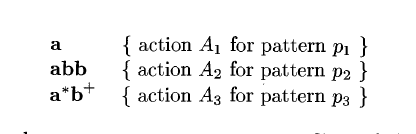 a { action A₁ for pattern p₁ }
abb { action A₂ for pattern p₂ }
a*b⁺ { action A₃ for pattern p₃ }